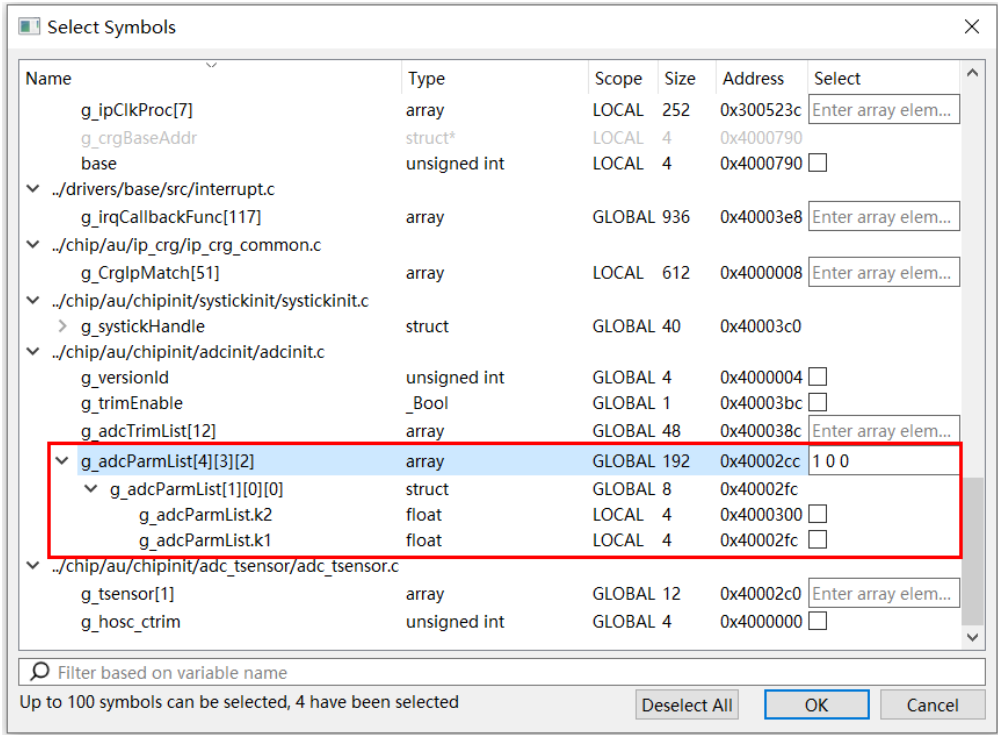 Select Symbols
Name Type Scope Size Address Select
g_ipClkProc[7] array LOCAL 252 0x300523c Enter array elem...
g_crgBaseAddr struct* LOCAL 4 0x4000790
base unsigned int LOCAL 4 0x4000790
../drivers/base/src/interrupt.c
g_irqCallbackFunc[117] array GLOBAL 936 0x40003e8 Enter array elem...
../chip/au/ip_crg/ip_crg_common.c
g_CrgIpMatch[51] array LOCAL 612 0x4000008 Enter array elem...
../chip/au/chipinit/systickinit/systickinit.c
g_systickHandle struct GLOBAL 40 0x40003c0
../chip/au/chipinit/adcinit/adcinit.c
g_versionId unsigned int GLOBAL 4 0x4000004
g_trimEnable _Bool GLOBAL 1 0x40003bc
g_adcTrimList[12] array GLOBAL 48 0x400038c Enter array elem...
g_adcParmList[4][3][2] array GLOBAL 192 0x40002cc 1 0 0
g_adcParmList[1][0][0] struct GLOBAL 8 0x40002fc
g_adcParmList.k2 float LOCAL 4 0x4000300
g_adcParmList.k1 float LOCAL 4 0x40002fc
../chip/au/chipinit/adc_tsensor/adc_tsensor.c
g_tsensor[1] array GLOBAL 12 0x40002c0 Enter array elem...
g_hosc_ctrim unsigned int GLOBAL 4 0x4000000
Filter based on variable name
Up to 100 symbols can be selected, 4 have been selected Deselect All OK Cancel